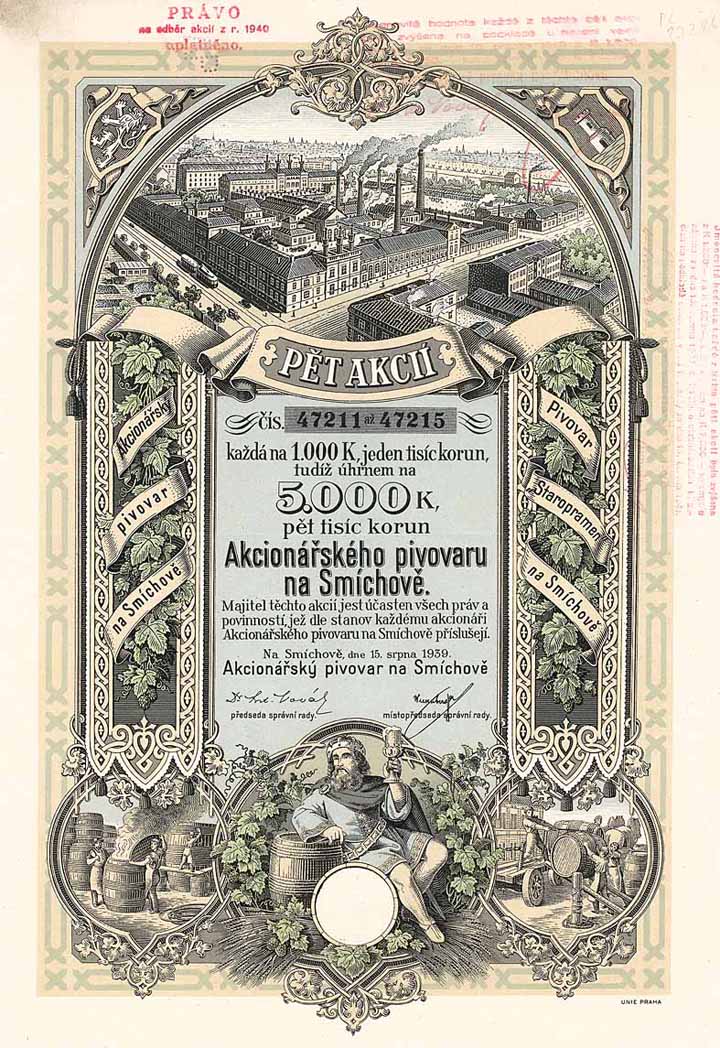 PRÁVO
na odběr akcií z r. 1940
uplatněno.
PĚT AKCIÍ
čís. 47211 až 47215
každá na 1.000 K, jeden tisíc korun,
tudíž úhrnem na
5.000 K,
pět tisíc korun
Akcionářského pivovaru
na Smíchově.
Majitel těchto akcií jest účasten všech práv a
povinností, jež dle stanov každému akcionáři
Akcionářského pivovaru na Smíchově příslušejí.
Na Smíchově, dne 15. srpna 1939.
Akcionářský pivovar na Smíchově
předseda správní rady.
místopředseda správní rady.
Akcionářský
pivovar
na Smíchově
Pivovar
Staropramen
na Smíchově
UNIE PRAHA